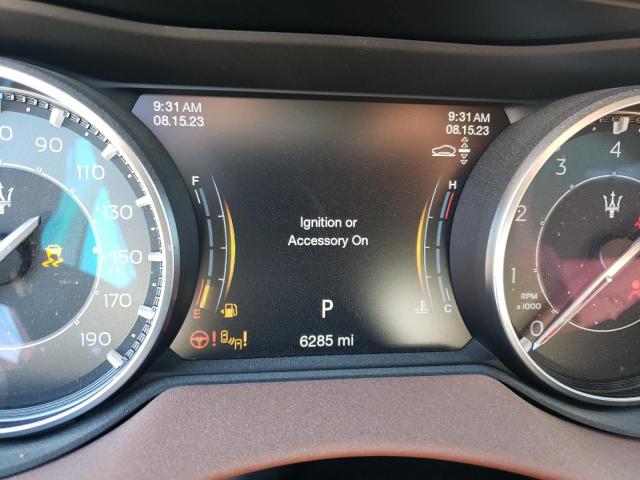 9:31 AM
08.15.23
9:31 AM
08.15.23
F
H
Ignition or
Accessory On
E
C
P
6285 mi
90
110
130
150
170
190
4
3
2
1
0
RPM
x 1000